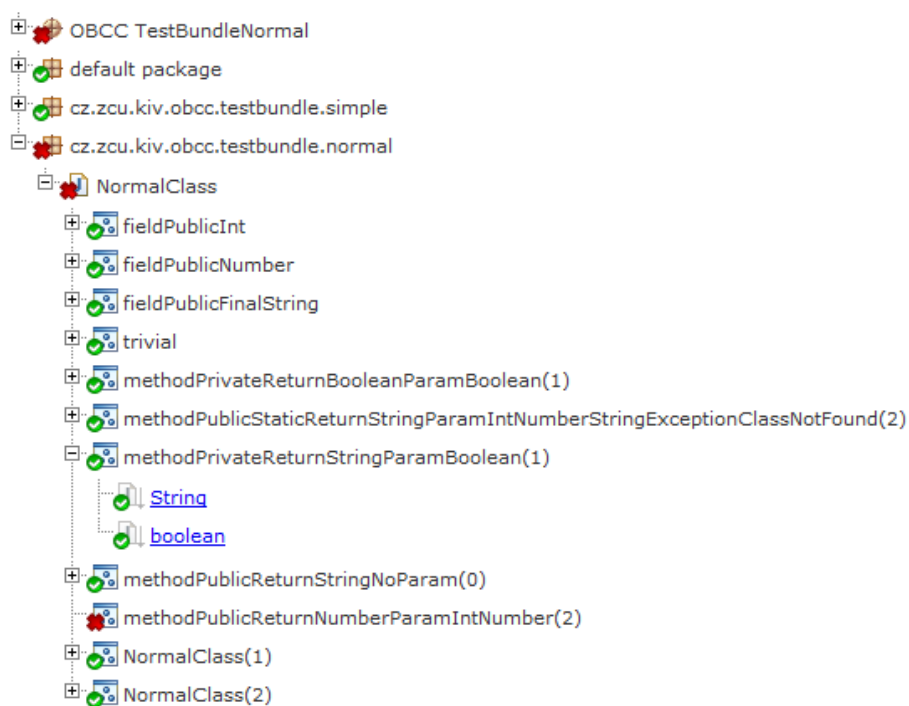 OBCC TestBundleNormal
default package
cz.zcu.kiv.obcc.testbundle.simple
cz.zcu.kiv.obcc.testbundle.normal
NormalClass
fieldPublicInt
fieldPublicNumber
fieldPublicFinalString
trivial
methodPrivateReturnBooleanParamBoolean(1)
methodPublicStaticReturnStringParamIntNumberStringExceptionClassNotFound(2)
methodPrivateReturnStringParamBoolean(1)
String
boolean
methodPublicReturnStringNoParam(0)
methodPublicReturnNumberParamIntNumber(2)
NormalClass(1)
NormalClass(2)